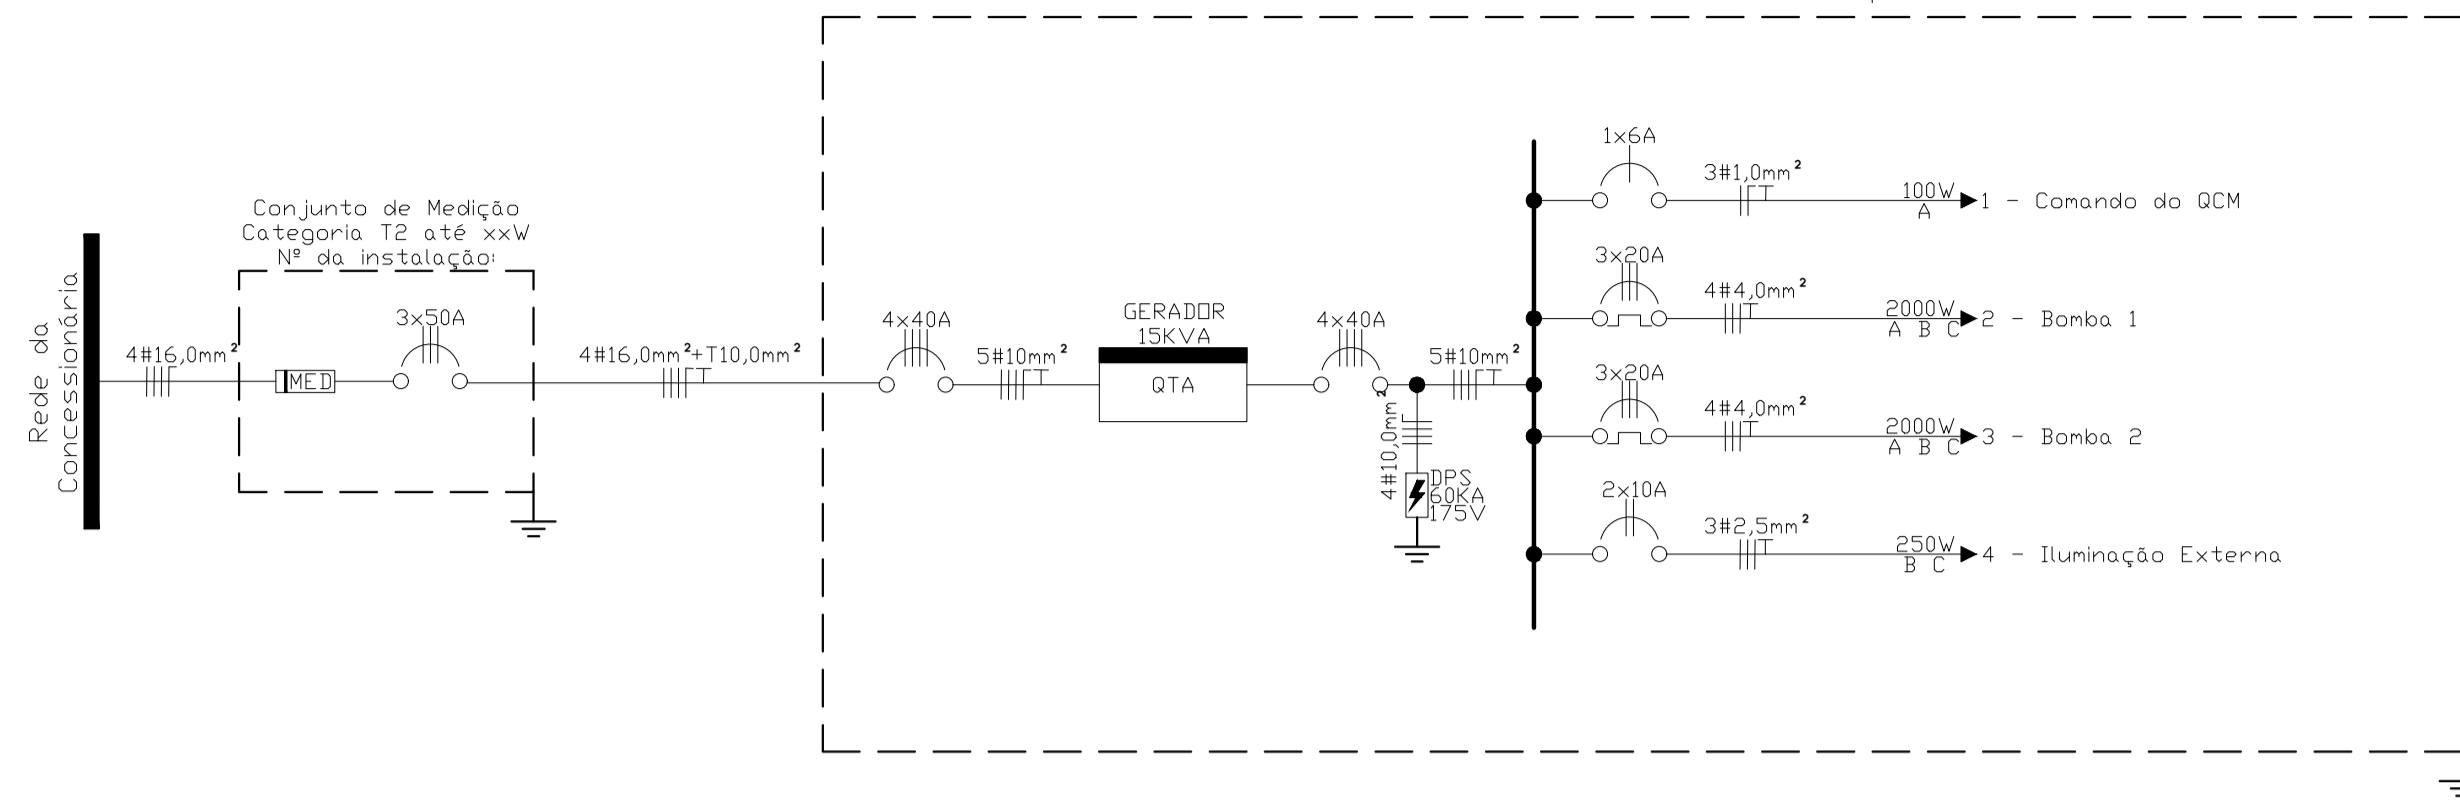 Rede da
Concessionária
4#16,0mm²
Conjunto de Medição
Categoria T2 até xxW
Nº da instalação:
MED
3x50A
4#16,0mm²+T10,0mm²
4x40A
5#10mm²
GERADOR
15KVA
QTA
4x40A
5#10mm²
4#10,0mm²
DPS
60KA
175V
1x6A
3#1,0mm²
100W
A
1 - Comando do QCM
3x20A
4#4,0mm²
2000W
A B C
2 - Bomba 1
3x20A
4#4,0mm²
2000W
A B C
3 - Bomba 2
2x10A
3#2,5mm²
250W
B C
4 - Iluminação Externa